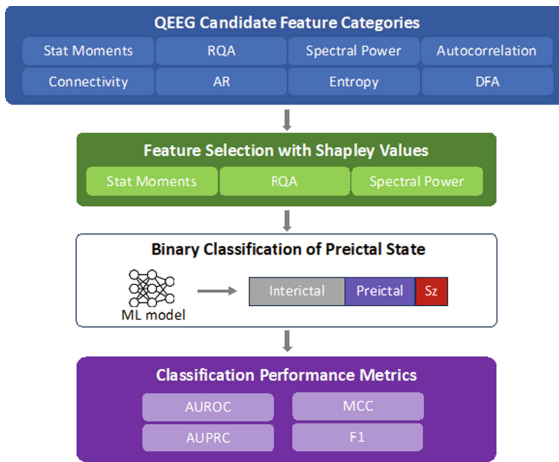 QEEG Candidate Feature Categories
Stat Moments RQA Spectral Power Autocorrelation
Connectivity AR Entropy DFA
Feature Selection with Shapley Values
Stat Moments RQA Spectral Power
Binary Classification of Preictal State
Interictal Preictal Sz
ML model
Classification Performance Metrics
AUROC MCC
AUPRC F1